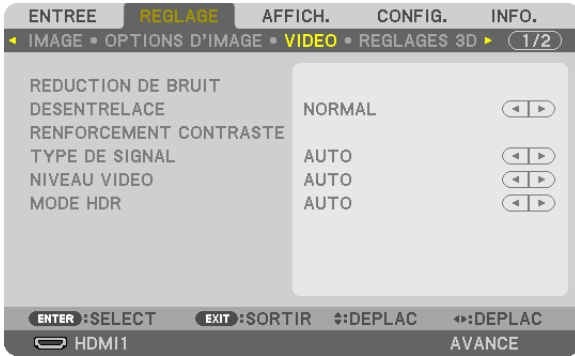 ENTREE REGLAGE AFFICH. CONFIG. INFO.
IMAGE • OPTIONS D'IMAGE • VIDEO • REGLAGES 3D 1/2
REDUCTION DE BRUIT
DESENTRELACE NORMAL
RENFORCEMENT CONTRASTE
TYPE DE SIGNAL AUTO
NIVEAU VIDEO AUTO
MODE HDR AUTO
ENTER :SELECT EXIT :SORTIR :DEPLAC :DEPLAC
HDMI1 AVANCE